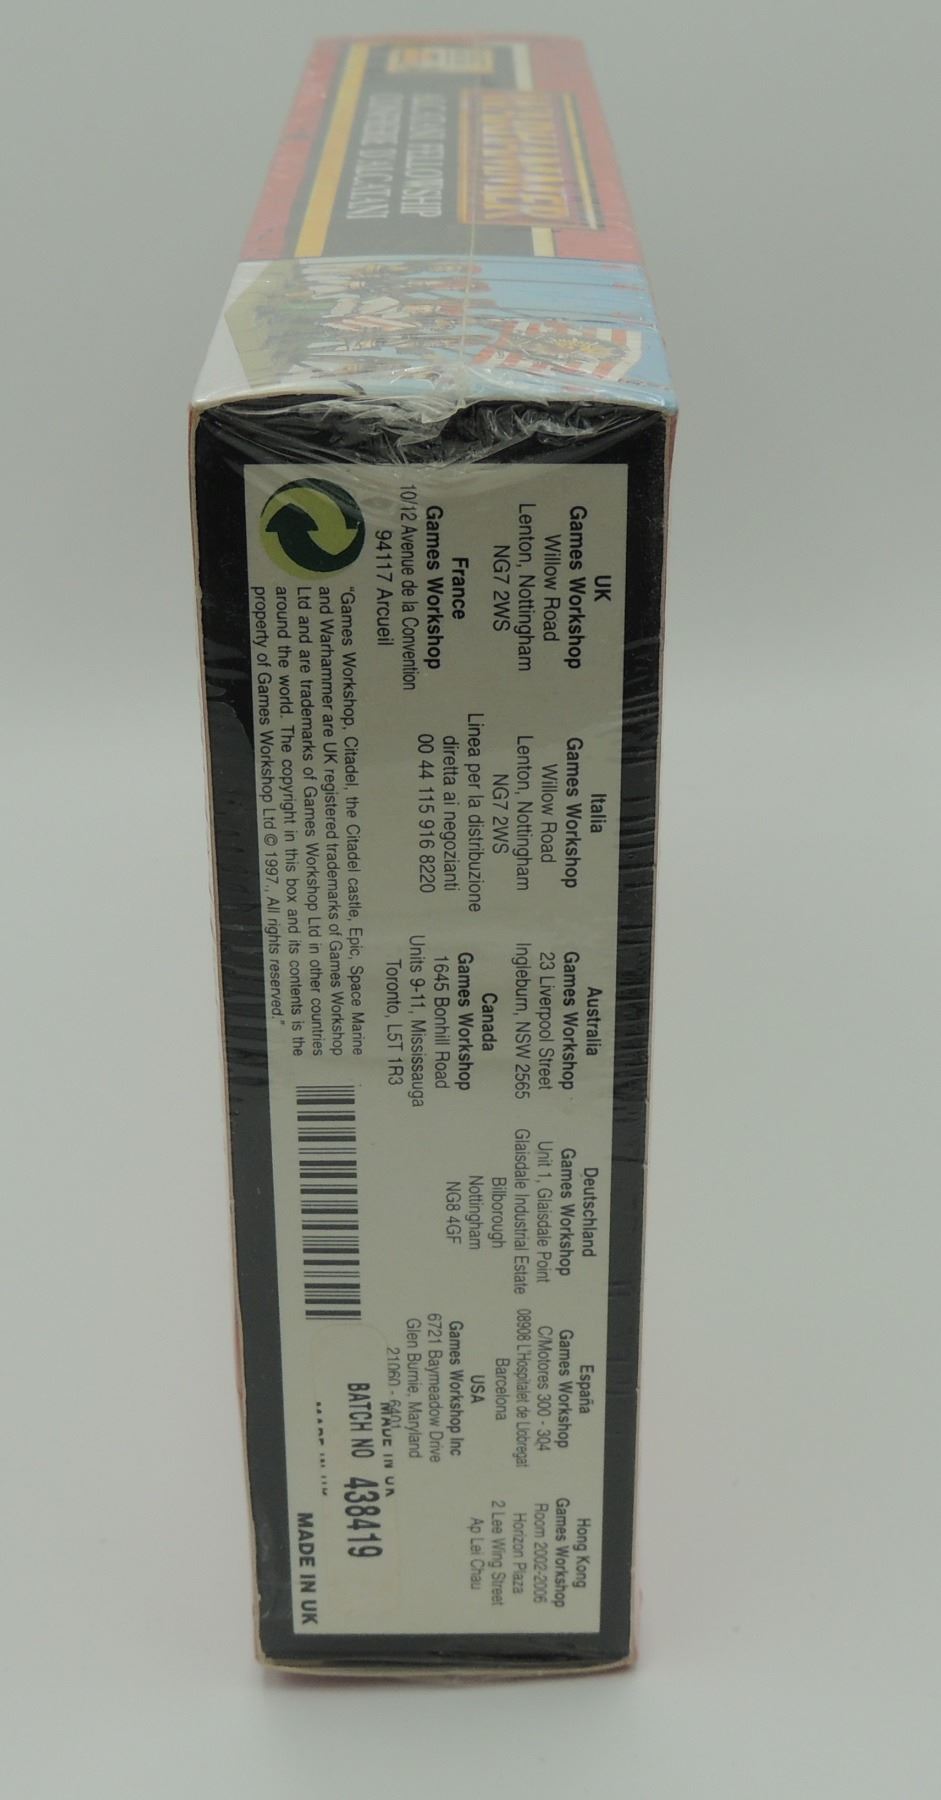 WARHAMMER
ALCATANI FELLOWSHIP
UK
Games Workshop
Willow Road
Lenton, Nottingham
NG7 2WS
Italia
Games Workshop
Willow Road
Lenton, Nottingham
NG7 2WS
Linea per la distribuzione
diretta ai negozianti
00 44 115 916 8220
Australia
Games Workshop
23 Liverpool Street
Ingleburn, NSW 2565
Deutschland
Games Workshop
Unit 1, Glaisdale Point
Glaisdale Industrial Estate
Bilborough
Nottingham
NG8 4GF
España
Games Workshop
C/Motores 300 - 304
08908 L'Hospitalet de Llobregat
Barcelona
Hong Kong
Games Workshop
Room 2002-2006
Horizon Plaza
2 Lee Wing Street
Ap Lei Chau
France
Games Workshop
10/12 Avenue de la Convention
94117 Arcueil
Canada
Games Workshop
1645 Bonhill Road
Units 9-11, Mississauga
Toronto, L5T 1R3
USA
Games Workshop Inc
6721 Baymeadow Drive
Glen Burnie, Maryland
21060 - 6401
"Games Workshop, Citadel, the Citadel castle, Epic, Space Marine
and Warhammer are UK registered trademarks of Games Workshop
Ltd and are trademarks of Games Workshop Ltd in other countries
around the world. The copyright in this box and its contents is the
property of Games Workshop Ltd © 1997., All rights reserved."
MADE IN UK
BATCH NO 438419
MADE IN UK